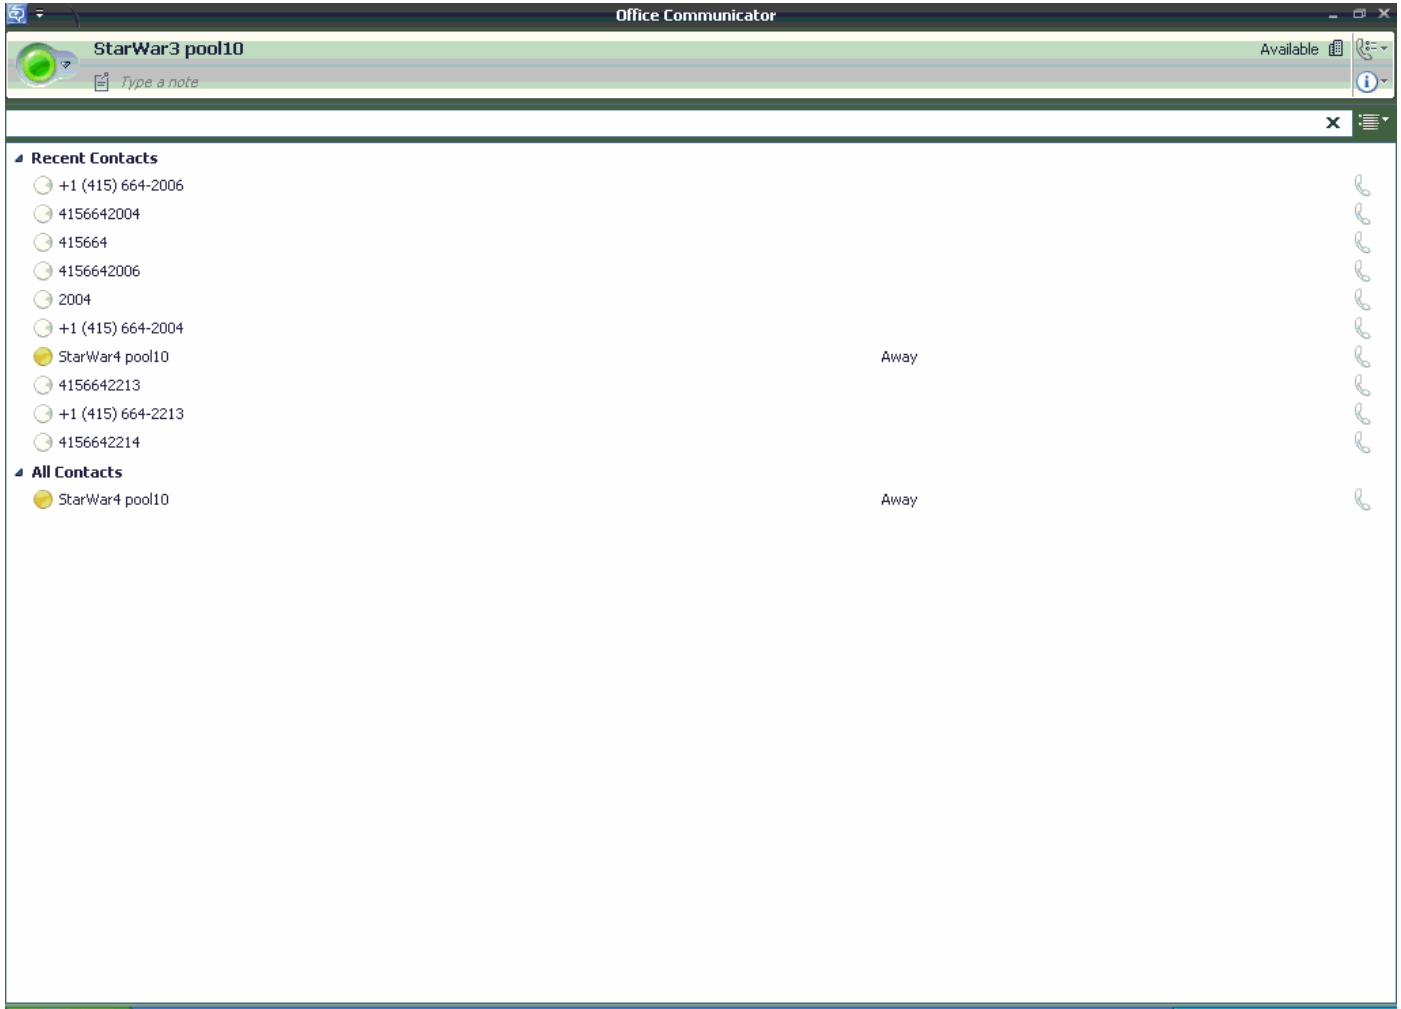 Office Communicator
StarWar3 pool10
Available
Type a note
Recent Contacts
+1 (415) 664-2006
4156642004
415664
4156642006
2004
+1 (415) 664-2004
StarWar4 pool10 Away
4156642213
+1 (415) 664-2213
4156642214
All Contacts
StarWar4 pool10 Away